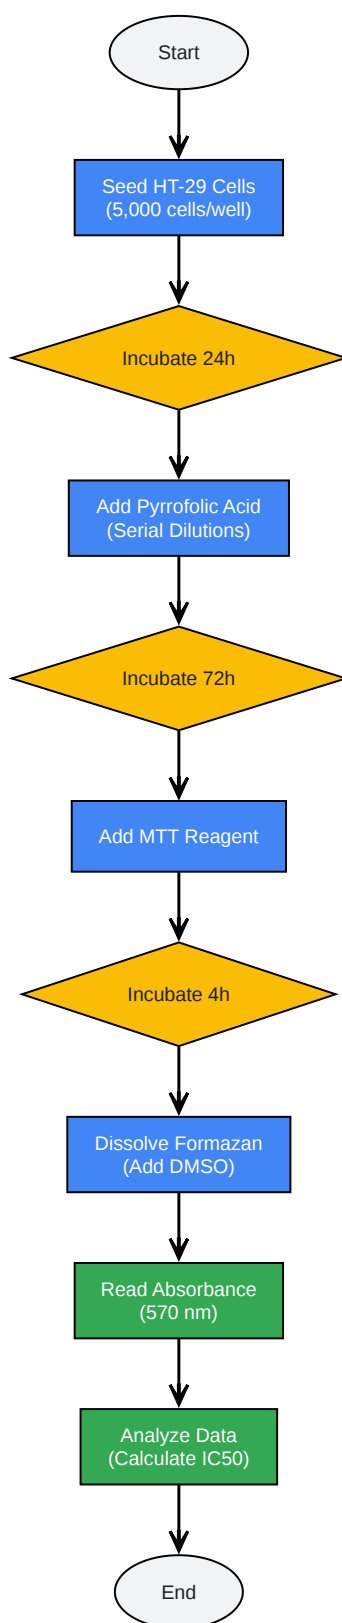 Start
Seed HT-29 Cells
(5,000 cells/well)
Incubate 24h
Add Pyrrofolic Acid
(Serial Dilutions)
Incubate 72h
Add MTT Reagent
Incubate 4h
Dissolve Formazan
(Add DMSO)
Read Absorbance
(570 nm)
Analyze Data
(Calculate IC50)
End